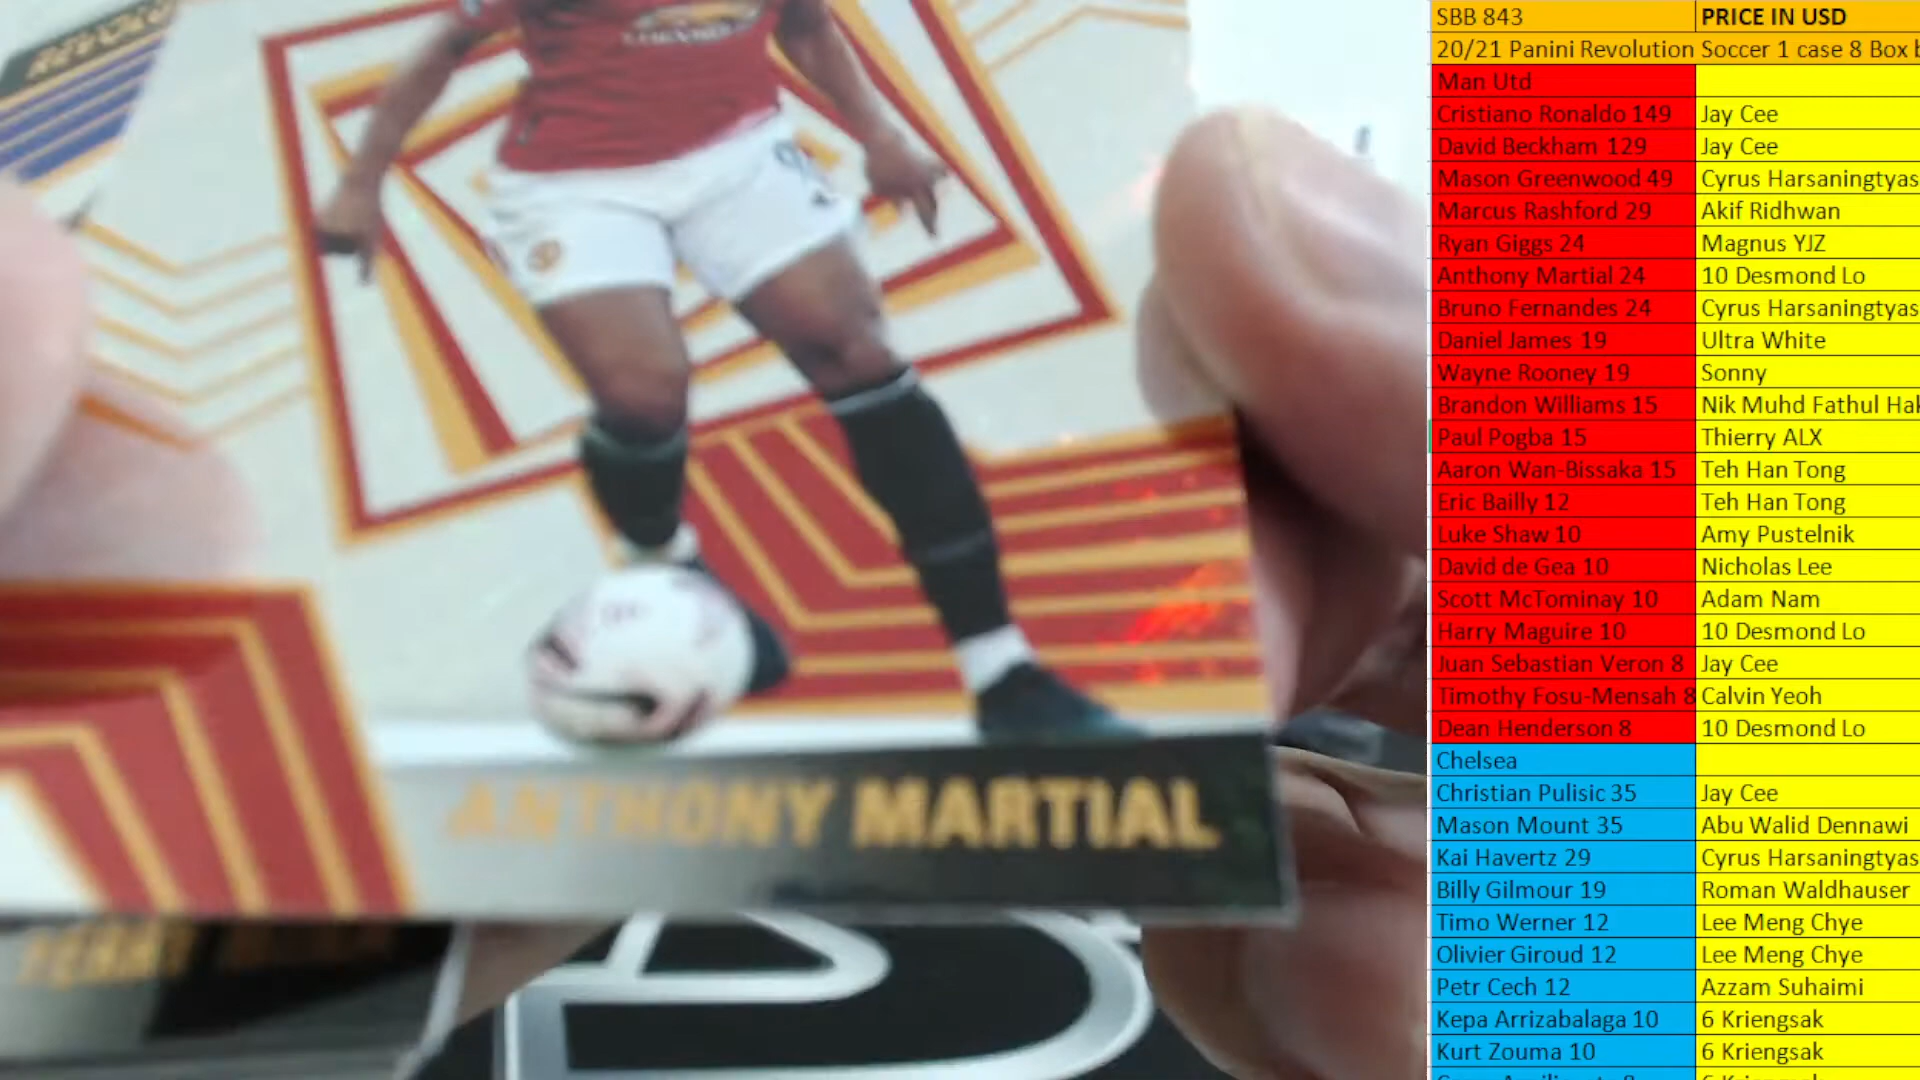 CHEVROLET
ANTHONY MARTIAL
SBB 843 PRICE IN USD
20/21 Panini Revolution Soccer 1 case 8 Box b
Man Utd
Cristiano Ronaldo 149 Jay Cee
David Beckham 129 Jay Cee
Mason Greenwood 49 Cyrus Harsaningtyas
Marcus Rashford 29 Akif Ridhwan
Ryan Giggs 24 Magnus YJZ
Anthony Martial 24 10 Desmond Lo
Bruno Fernandes 24 Cyrus Harsaningtyas
Daniel James 19 Ultra White
Wayne Rooney 19 Sonny
Brandon Williams 15 Nik Muhd Fathul Hak
Paul Pogba 15 Thierry ALX
Aaron Wan-Bissaka 15 Teh Han Tong
Eric Bailly 12 Teh Han Tong
Luke Shaw 10 Amy Pustelnik
David de Gea 10 Nicholas Lee
Scott McTominay 10 Adam Nam
Harry Maguire 10 10 Desmond Lo
Juan Sebastian Veron 8 Jay Cee
Timothy Fosu-Mensah 8 Calvin Yeoh
Dean Henderson 8 10 Desmond Lo
Chelsea
Christian Pulisic 35 Jay Cee
Mason Mount 35 Abu Walid Dennawi
Kai Havertz 29 Cyrus Harsaningtyas
Billy Gilmour 19 Roman Waldhauser
Timo Werner 12 Lee Meng Chye
Olivier Giroud 12 Lee Meng Chye
Petr Cech 12 Azzam Suhaimi
Kepa Arrizabalaga 10 6 Kriengsak
Kurt Zouma 10 6 Kriengsak